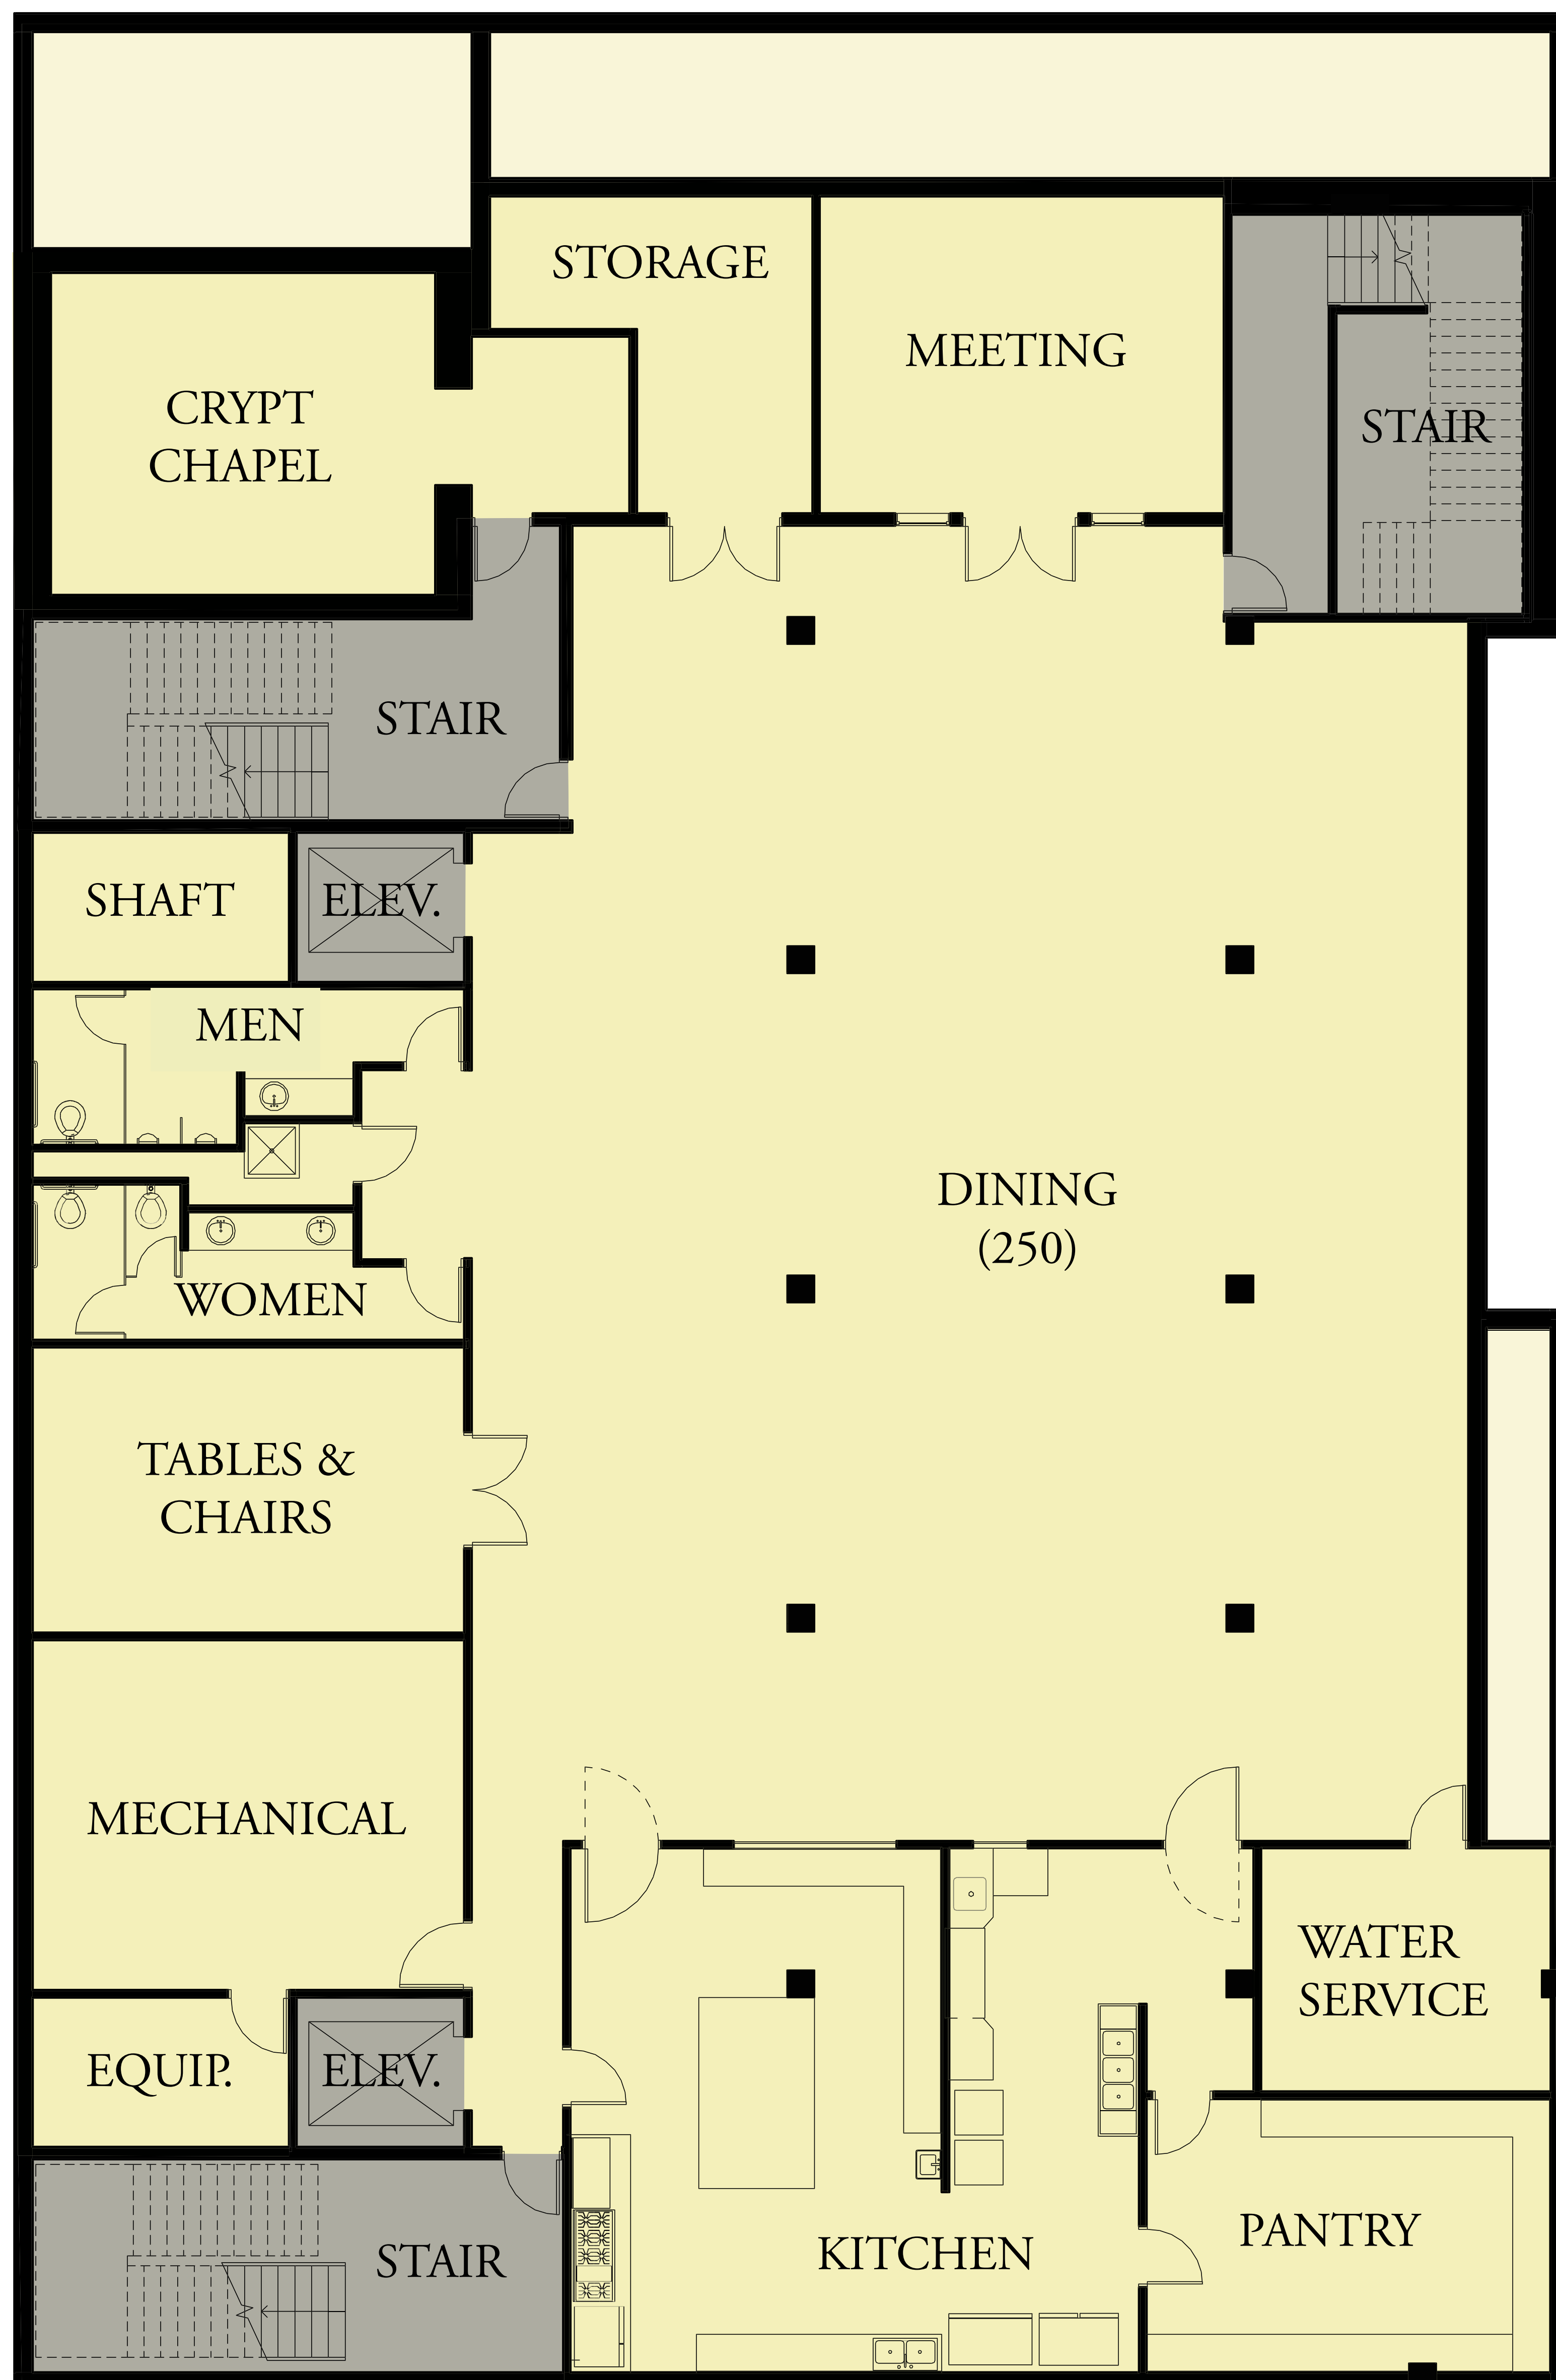 STORAGE
MEETING
CRYPT
CHAPEL
STAIR
STAIR
SHAFT
ELEV.
MEN
DINING
(250)
WOMEN
TABLES &
CHAIRS
MECHANICAL
WATER
SERVICE
EQUIP.
ELEV.
PANTRY
KITCHEN
STAIR